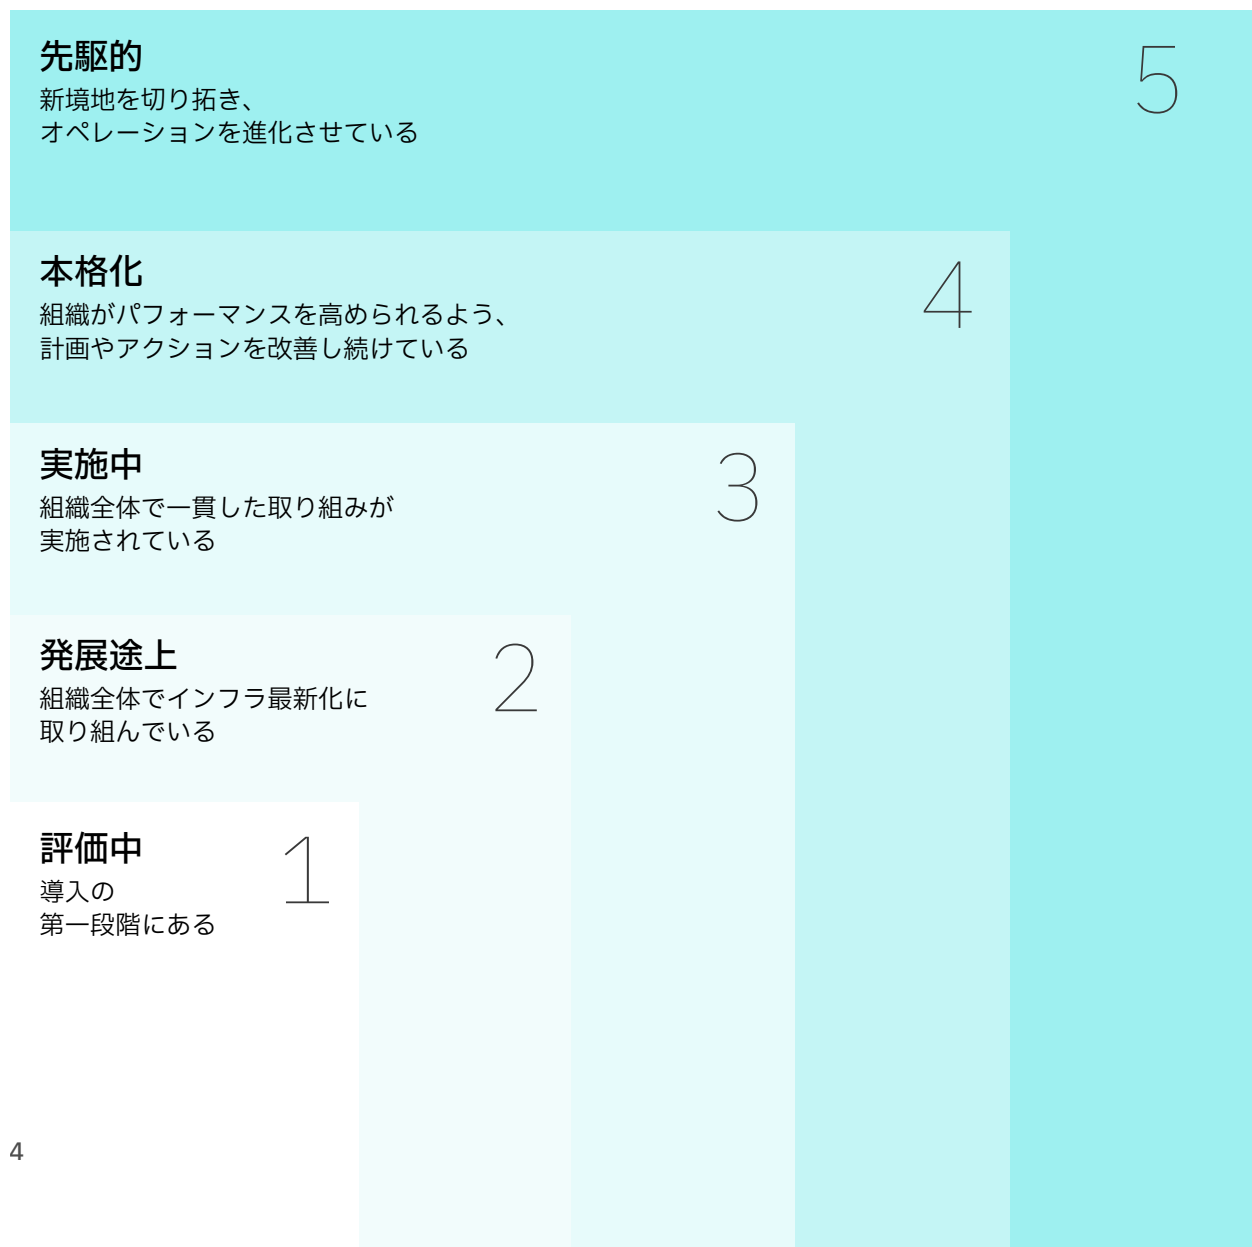 先駆的
5
新境地を切り拓き、
オペレーションを進化させている
本格化
4
組織がパフォーマンスを高められるよう、
計画やアクションを改善し続けている
実施中
3
組織全体で一貫した取り組みが
実施されている
発展途上
2
組織全体でインフラ最新化に
取り組んでいる
評価中
1
導入の
第一段階にある
4